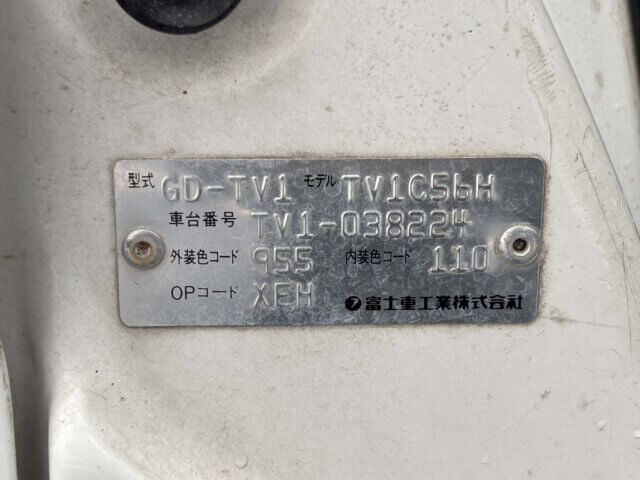 型式 GD-TV1 モデル TV1C56H
車台番号 TV1-038224
外装色コード 955 内装色コード 110
OPコード XEH 富士重工業株式会社